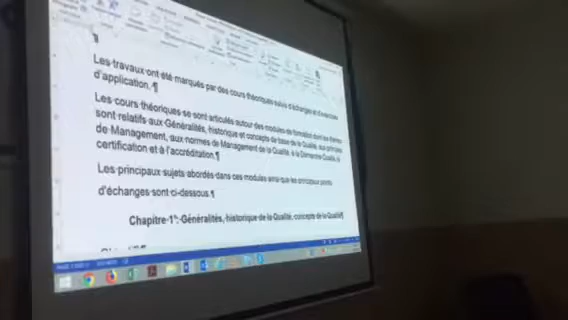 ¶
Les·travaux·ont·été·marqués·par·des·cours·théoriques·suivis·d'échanges·et·d'exercices
d'application.·¶
Les·cours·théoriques·se·sont·articulés·autour·des·modules·de·formation·dont·les·thèmes
sont·relatifs·aux·Généralités,·historique·et·concepts·de·base·de·la·Qualité,·aux·principes
de·Management,·aux·normes·de·Management·de·la·Qualité,·à·la·Démarche·Qualité,·à
certification·et·à·l'accréditation.¶
Les·principaux·sujets·abordés·dans·ces·modules·ainsi·que·les·principaux·points
d'échanges·sont·ci-dessous.¶
Chapitre·1°:·Généralités,·historique·de·la·Qualité,·concepts·de·la·Qualité¶